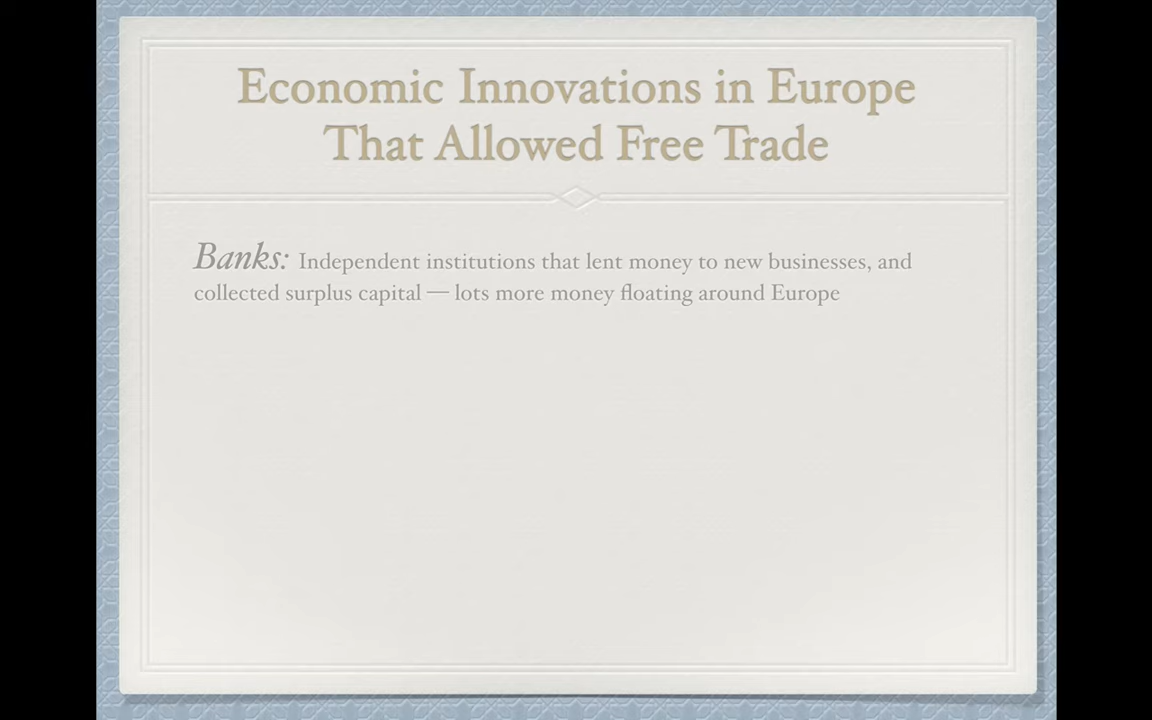 Economic Innovations in Europe
That Allowed Free Trade
Banks: Independent institutions that lent money to new businesses, and
collected surplus capital — lots more money floating around Europe